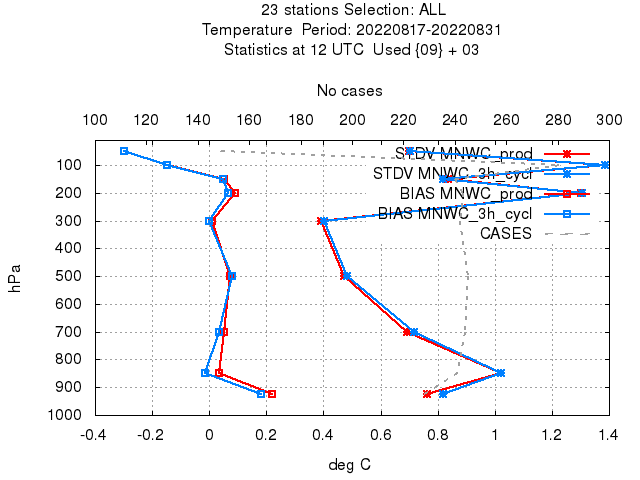 23 stations Selection: ALL
Temperature Period: 20220817-20220831
Statistics at 12 UTC Used {09} + 03
No cases
100 120 140 160 180 200 220 240 260 280 300
STDV MNWC_prod
STDV MNWC_3h_cycl
BIAS MNWC_prod
BIAS MNWC_3h_cycl
CASES
100
200
300
400
500
600
700
800
900
1000
hPa
-0.4 -0.2 0 0.2 0.4 0.6 0.8 1 1.2 1.4
deg C